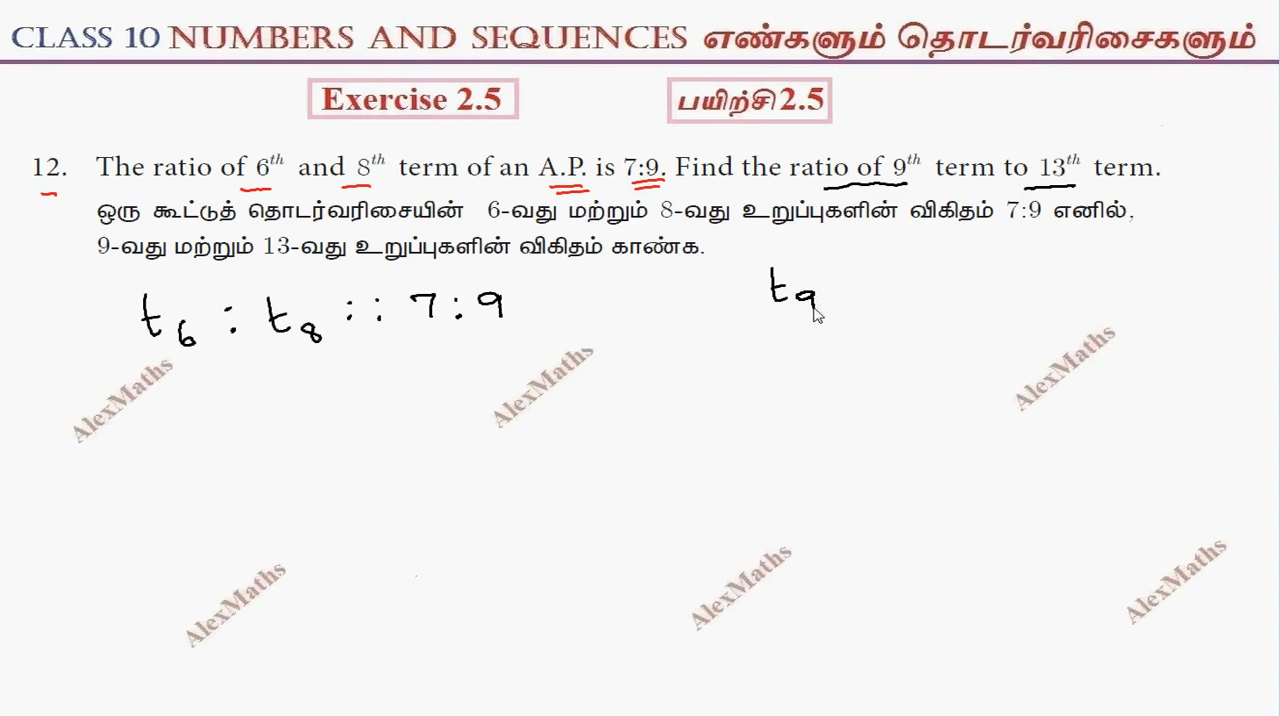 CLASS 10 NUMBERS AND SEQUENCES எண்களும் தொடர்வரிசைகளும்
Exercise 2.5 பயிற்சி 2.5
12. The ratio of 6th and 8th term of an A.P. is 7:9. Find the ratio of 9th term to 13th term.
ஒரு கூட்டுத் தொடர்வரிசையின் 6-வது மற்றும் 8-வது உறுப்புகளின் விகிதம் 7:9 எனில்,
9-வது மற்றும் 13-வது உறுப்புகளின் விகிதம் காண்க.
t6 : t8 :: 7 : 9 t9
AlexMaths AlexMaths AlexMaths
AlexMaths AlexMaths AlexMaths